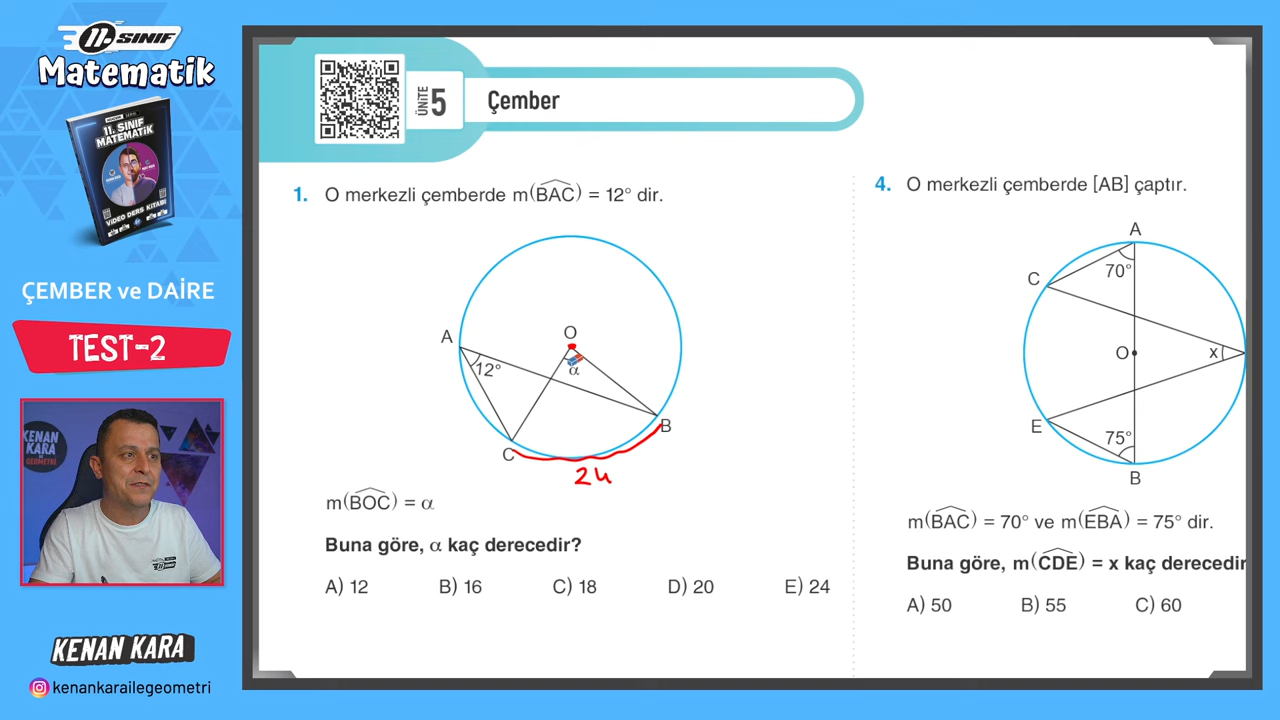 11. SINIF
Matematik
11. SINIF
MATEMATİK
VİDEO DERS KİTABI
ÇEMBER ve DAİRE
TEST-2
KENAN
KARA
GEOMETRİ
KENAN KARA
kenankarailegeometri
ÜNİTE 5
Çember
1. O merkezli çemberde m(BAC) = 12° dir.
O
A
12°
α
B
C
24
m(BOC) = α
Buna göre, α kaç derecedir?
A) 12 B) 16 C) 18 D) 20 E) 24
4. O merkezli çemberde [AB] çaptır.
A
70°
C
O
x
E
75°
B
m(BAC) = 70° ve m(EBA) = 75° dir.
Buna göre, m(CDE) = x kaç derecedir
A) 50 B) 55 C) 60